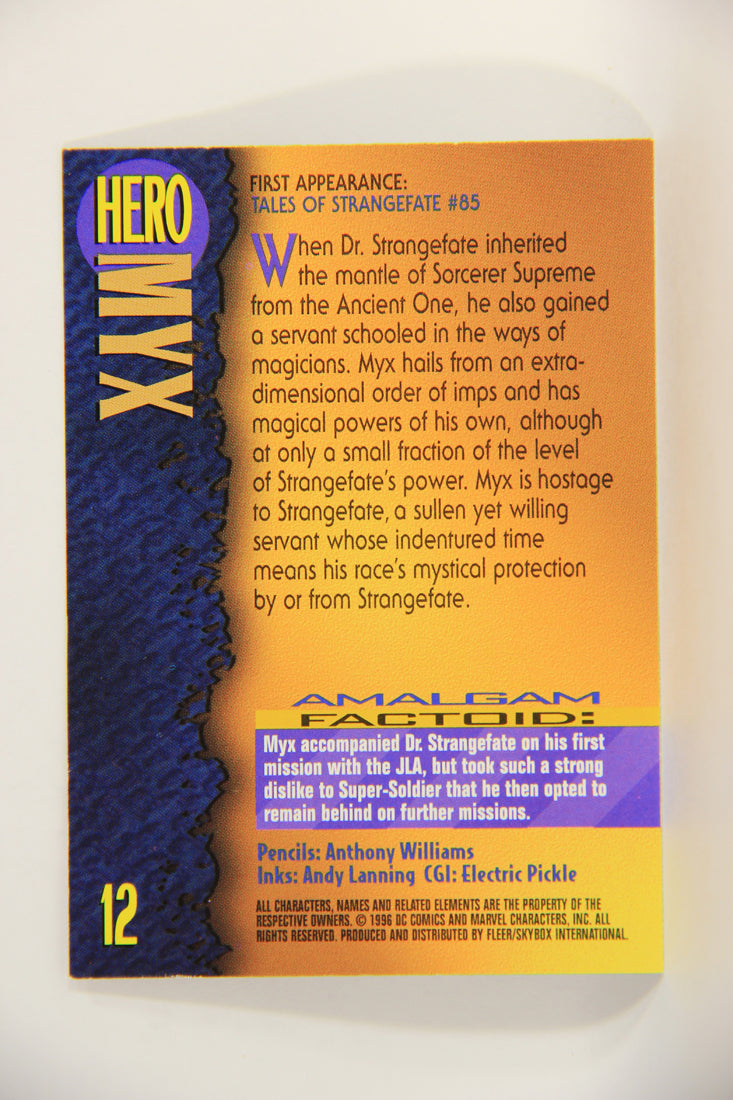 HERO
MYX
FIRST APPEARANCE:
TALES OF STRANGEFATE #85
When Dr. Strangefate inherited
the mantle of Sorcerer Supreme
from the Ancient One, he also gained
a servant schooled in the ways of
magicians. Myx hails from an extra-
dimensional order of imps and has
magical powers of his own, although
at only a small fraction of the level
of Strangefate's power. Myx is hostage
to Strangefate, a sullen yet willing
servant whose indentured time
means his race's mystical protection
by or from Strangefate.
AMALGAM
FACTOID:
Myx accompanied Dr. Strangefate on his first
mission with the JLA, but took such a strong
dislike to Super-Soldier that he then opted to
remain behind on further missions.
Pencils: Anthony Williams
Inks: Andy Lanning CGI: Electric Pickle
ALL CHARACTERS, NAMES AND RELATED ELEMENTS ARE THE PROPERTY OF THE
RESPECTIVE OWNERS. © 1996 DC COMICS AND MARVEL CHARACTERS, INC. ALL
RIGHTS RESERVED. PRODUCED AND DISTRIBUTED BY FLEER/SKYBOX INTERNATIONAL.
12